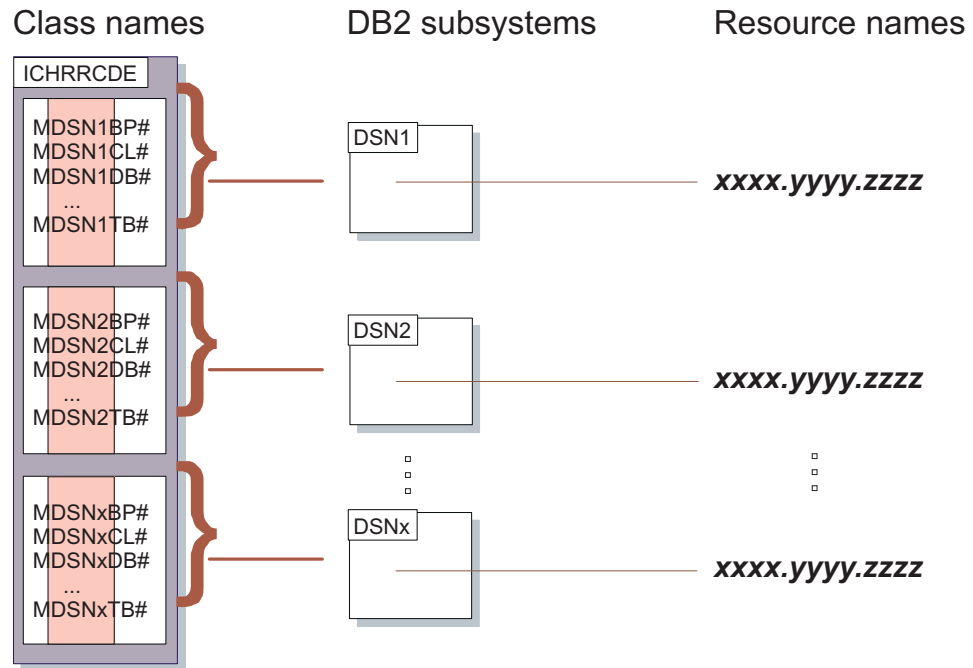 Class names
DB2 subsystems
Resource names
ICHRRCDE
MDSN1BP#
MDSN1CL#
MDSN1DB#
...
MDSN1TB#
DSN1
xxxx.yyyy.zzzz
MDSN2BP#
MDSN2CL#
MDSN2DB#
...
MDSN2TB#
DSN2
xxxx.yyyy.zzzz
MDSNxBP#
MDSNxCL#
MDSNxDB#
...
MDSNxTB#
DSNx
xxxx.yyyy.zzzz